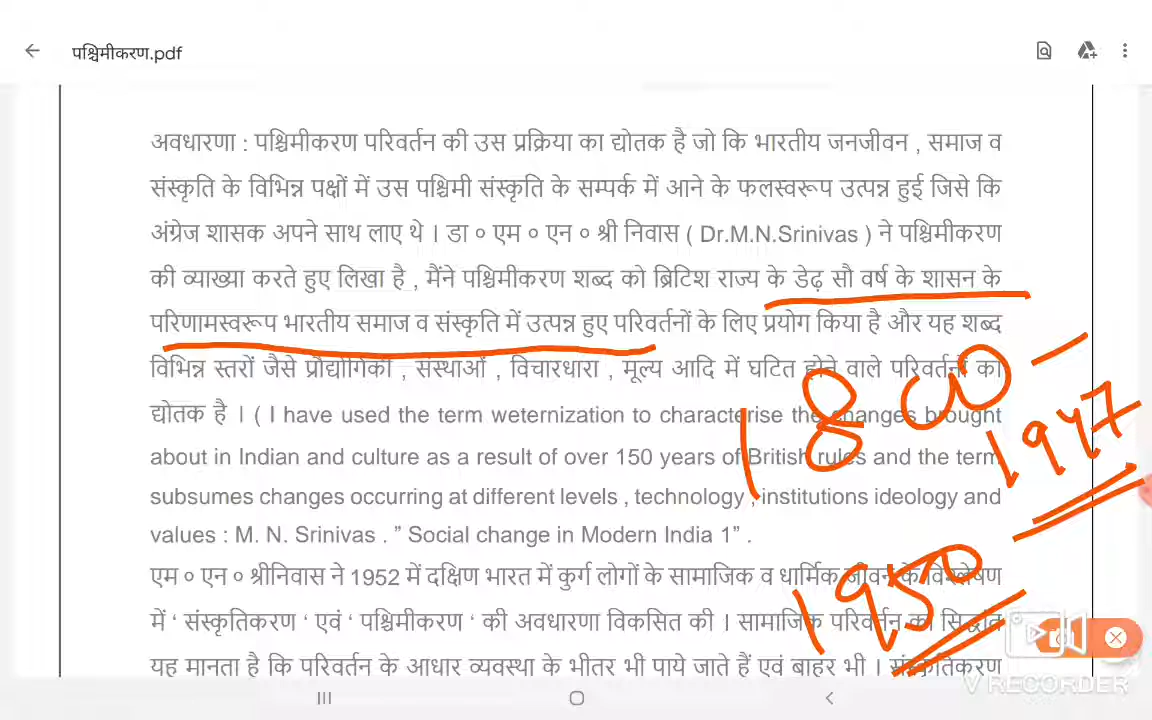 पश्चिमीकरण.pdf
अवधारणा : पश्चिमीकरण परिवर्तन की उस प्रक्रिया का द्योतक है जो कि भारतीय जनजीवन , समाज व
संस्कृति के विभिन्न पक्षों में उस पश्चिमी संस्कृति के सम्पर्क में आने के फलस्वरूप उत्पन्न हुई जिसे कि
अंग्रेज शासक अपने साथ लाए थे । डा ० एम ० एन ० श्री निवास ( Dr.M.N.Srinivas ) ने पश्चिमीकरण
की व्याख्या करते हुए लिखा है , मैंने पश्चिमीकरण शब्द को ब्रिटिश राज्य के डेढ़ सौ वर्ष के शासन के
परिणामस्वरूप भारतीय समाज व संस्कृति में उत्पन्न हुए परिवर्तनों के लिए प्रयोग किया है और यह शब्द
विभिन्न स्तरों जैसे प्रौद्योगिकी , संस्थाओं , विचारधारा , मूल्य आदि में घटित होने वाले परिवर्तनों का
द्योतक है । ( I have used the term weternization to characterise the changes brought
about in Indian and culture as a result of over 150 years of British rules and the term
subsumes changes occurring at different levels , technology , institutions ideology and
values : M. N. Srinivas . ” Social change in Modern India 1” .
एम ० एन ० श्रीनिवास ने 1952 में दक्षिण भारत में कुर्ग लोगों के सामाजिक व धार्मिक जीवन के विश्लेषण
में ‘ संस्कृतिकरण ‘ एवं ‘ पश्चिमीकरण ‘ की अवधारणा विकसित की । सामाजिक परिवर्तन का सिद्धांत
यह मानता है कि परिवर्तन के आधार व्यवस्था के भीतर भी पाये जाते हैं एवं बाहर भी । संस्कृतिकरण
1800 -
1947
1950
V RECORDER